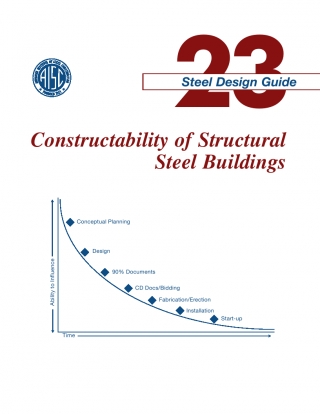 23
Steel Design Guide
AISC
Constructability of Structural
Steel Buildings
Ability to Influence
Conceptual Planning
Design
90% Documents
CD Docs/Bidding
Fabrication/Erection
Installation
Start-up
Time